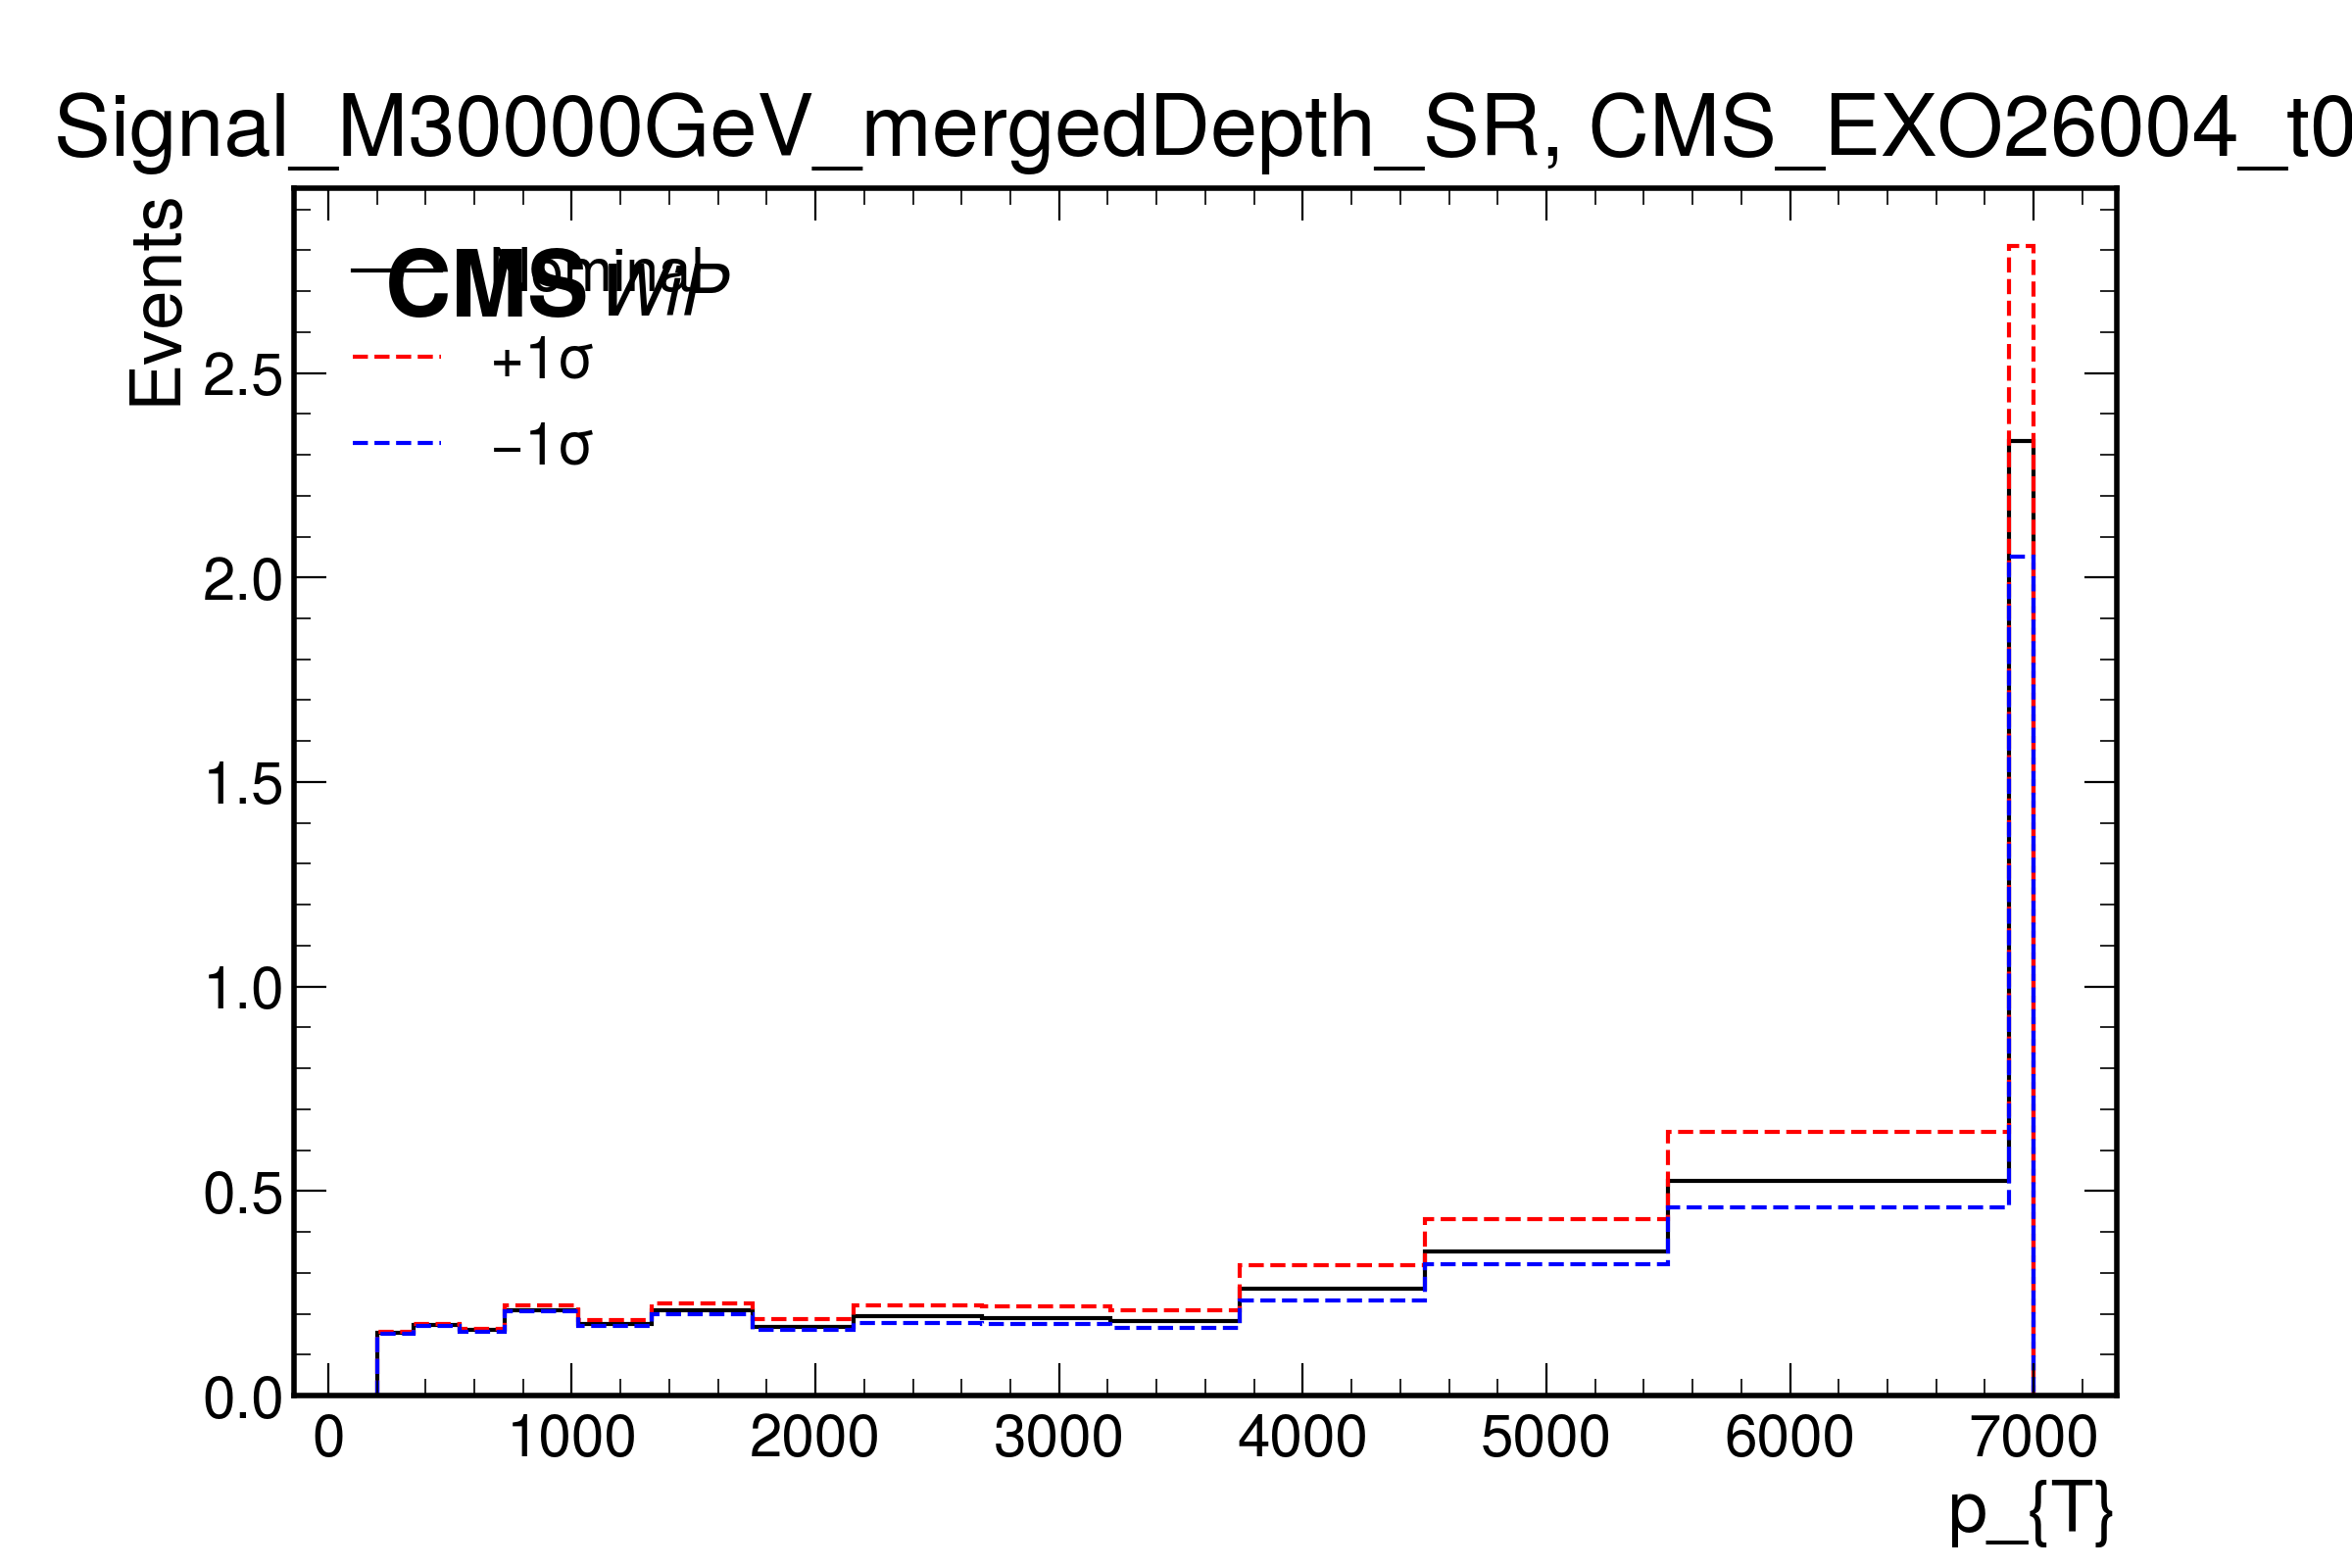 Signal_M30000GeV_mergedDepth_SR, CMS_EXO26004_t0
Events
CMS WiP
Nominal
+1σ
−1σ
2.5
2.0
1.5
1.0
0.5
0.0
0 1000 2000 3000 4000 5000 6000 7000
p_{T}